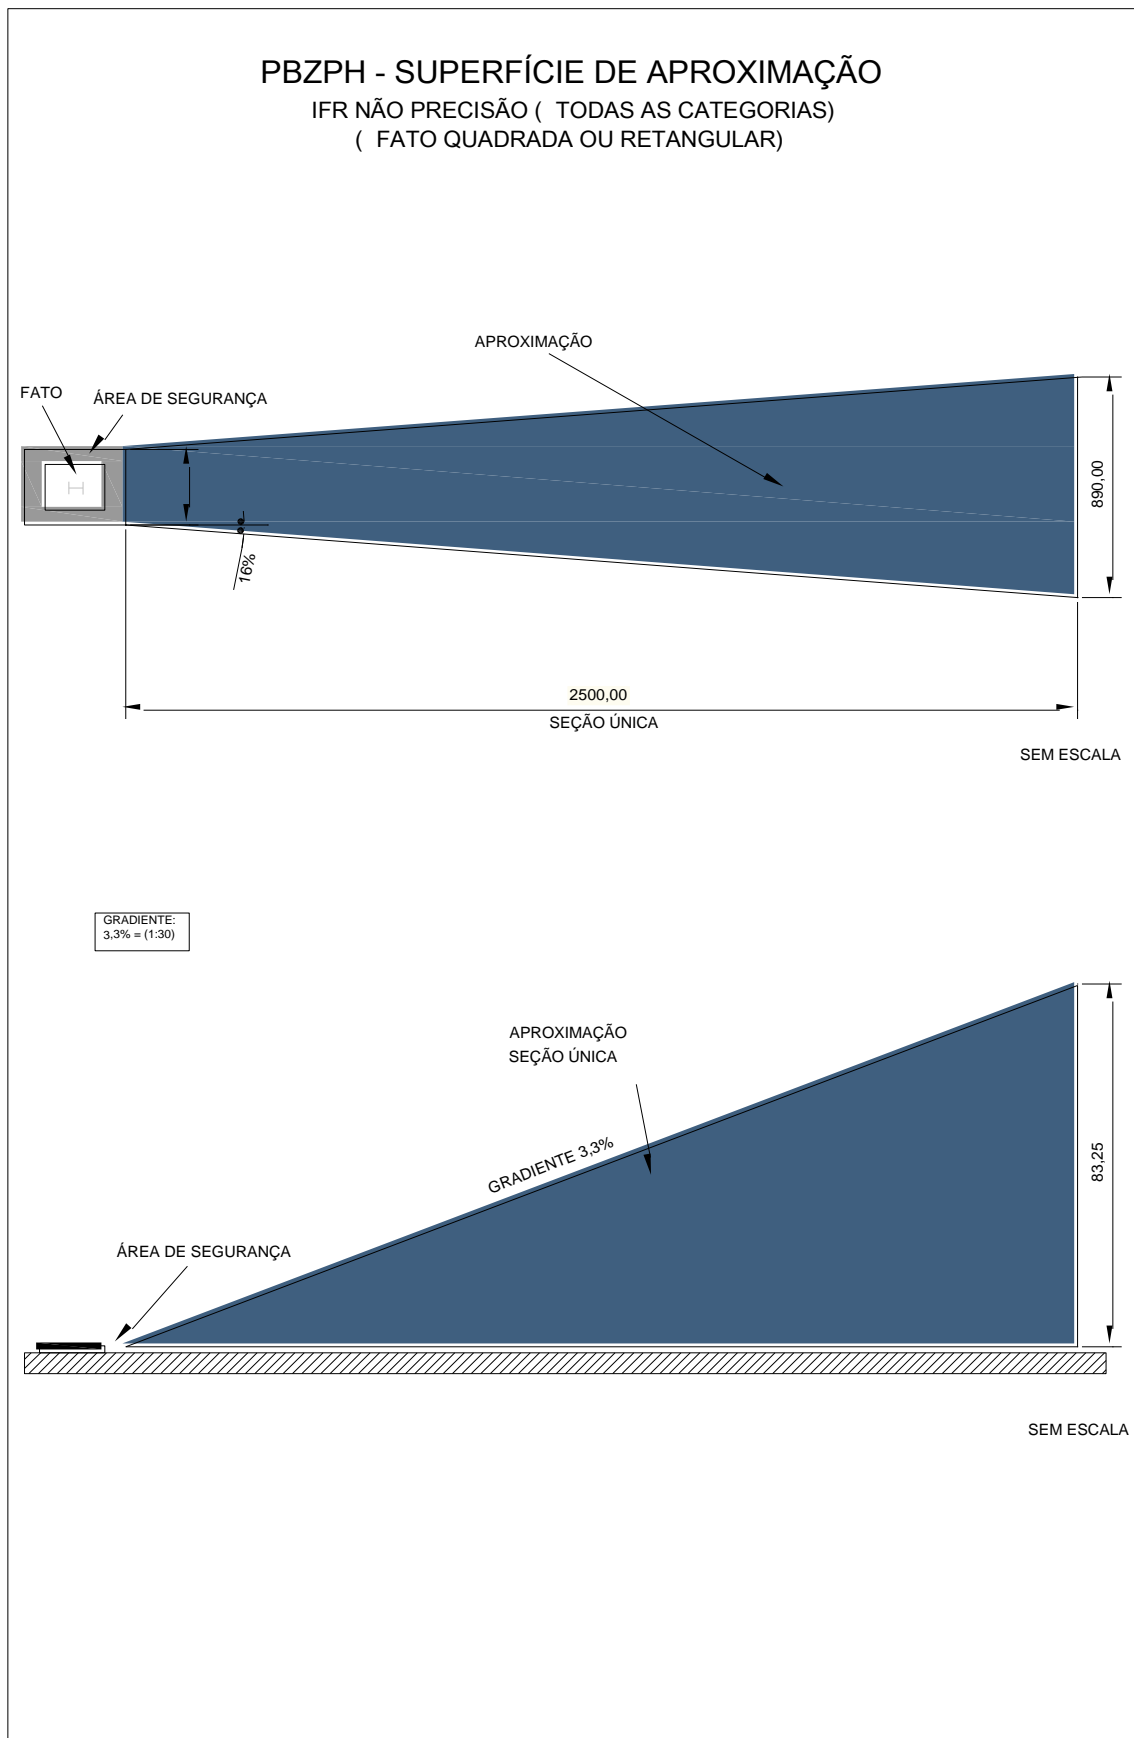 PBZPH - SUPERFÍCIE DE APROXIMAÇÃO
IFR NÃO PRECISÃO ( TODAS AS CATEGORIAS)
( FATO QUADRADA OU RETANGULAR)
APROXIMAÇÃO
FATO
ÁREA DE SEGURANÇA
H
890,00
16%
2500,00
SEÇÃO ÚNICA
SEM ESCALA
GRADIENTE:
3,3% = (1:30)
APROXIMAÇÃO
SEÇÃO ÚNICA
GRADIENTE 3,3%
83,25
ÁREA DE SEGURANÇA
SEM ESCALA